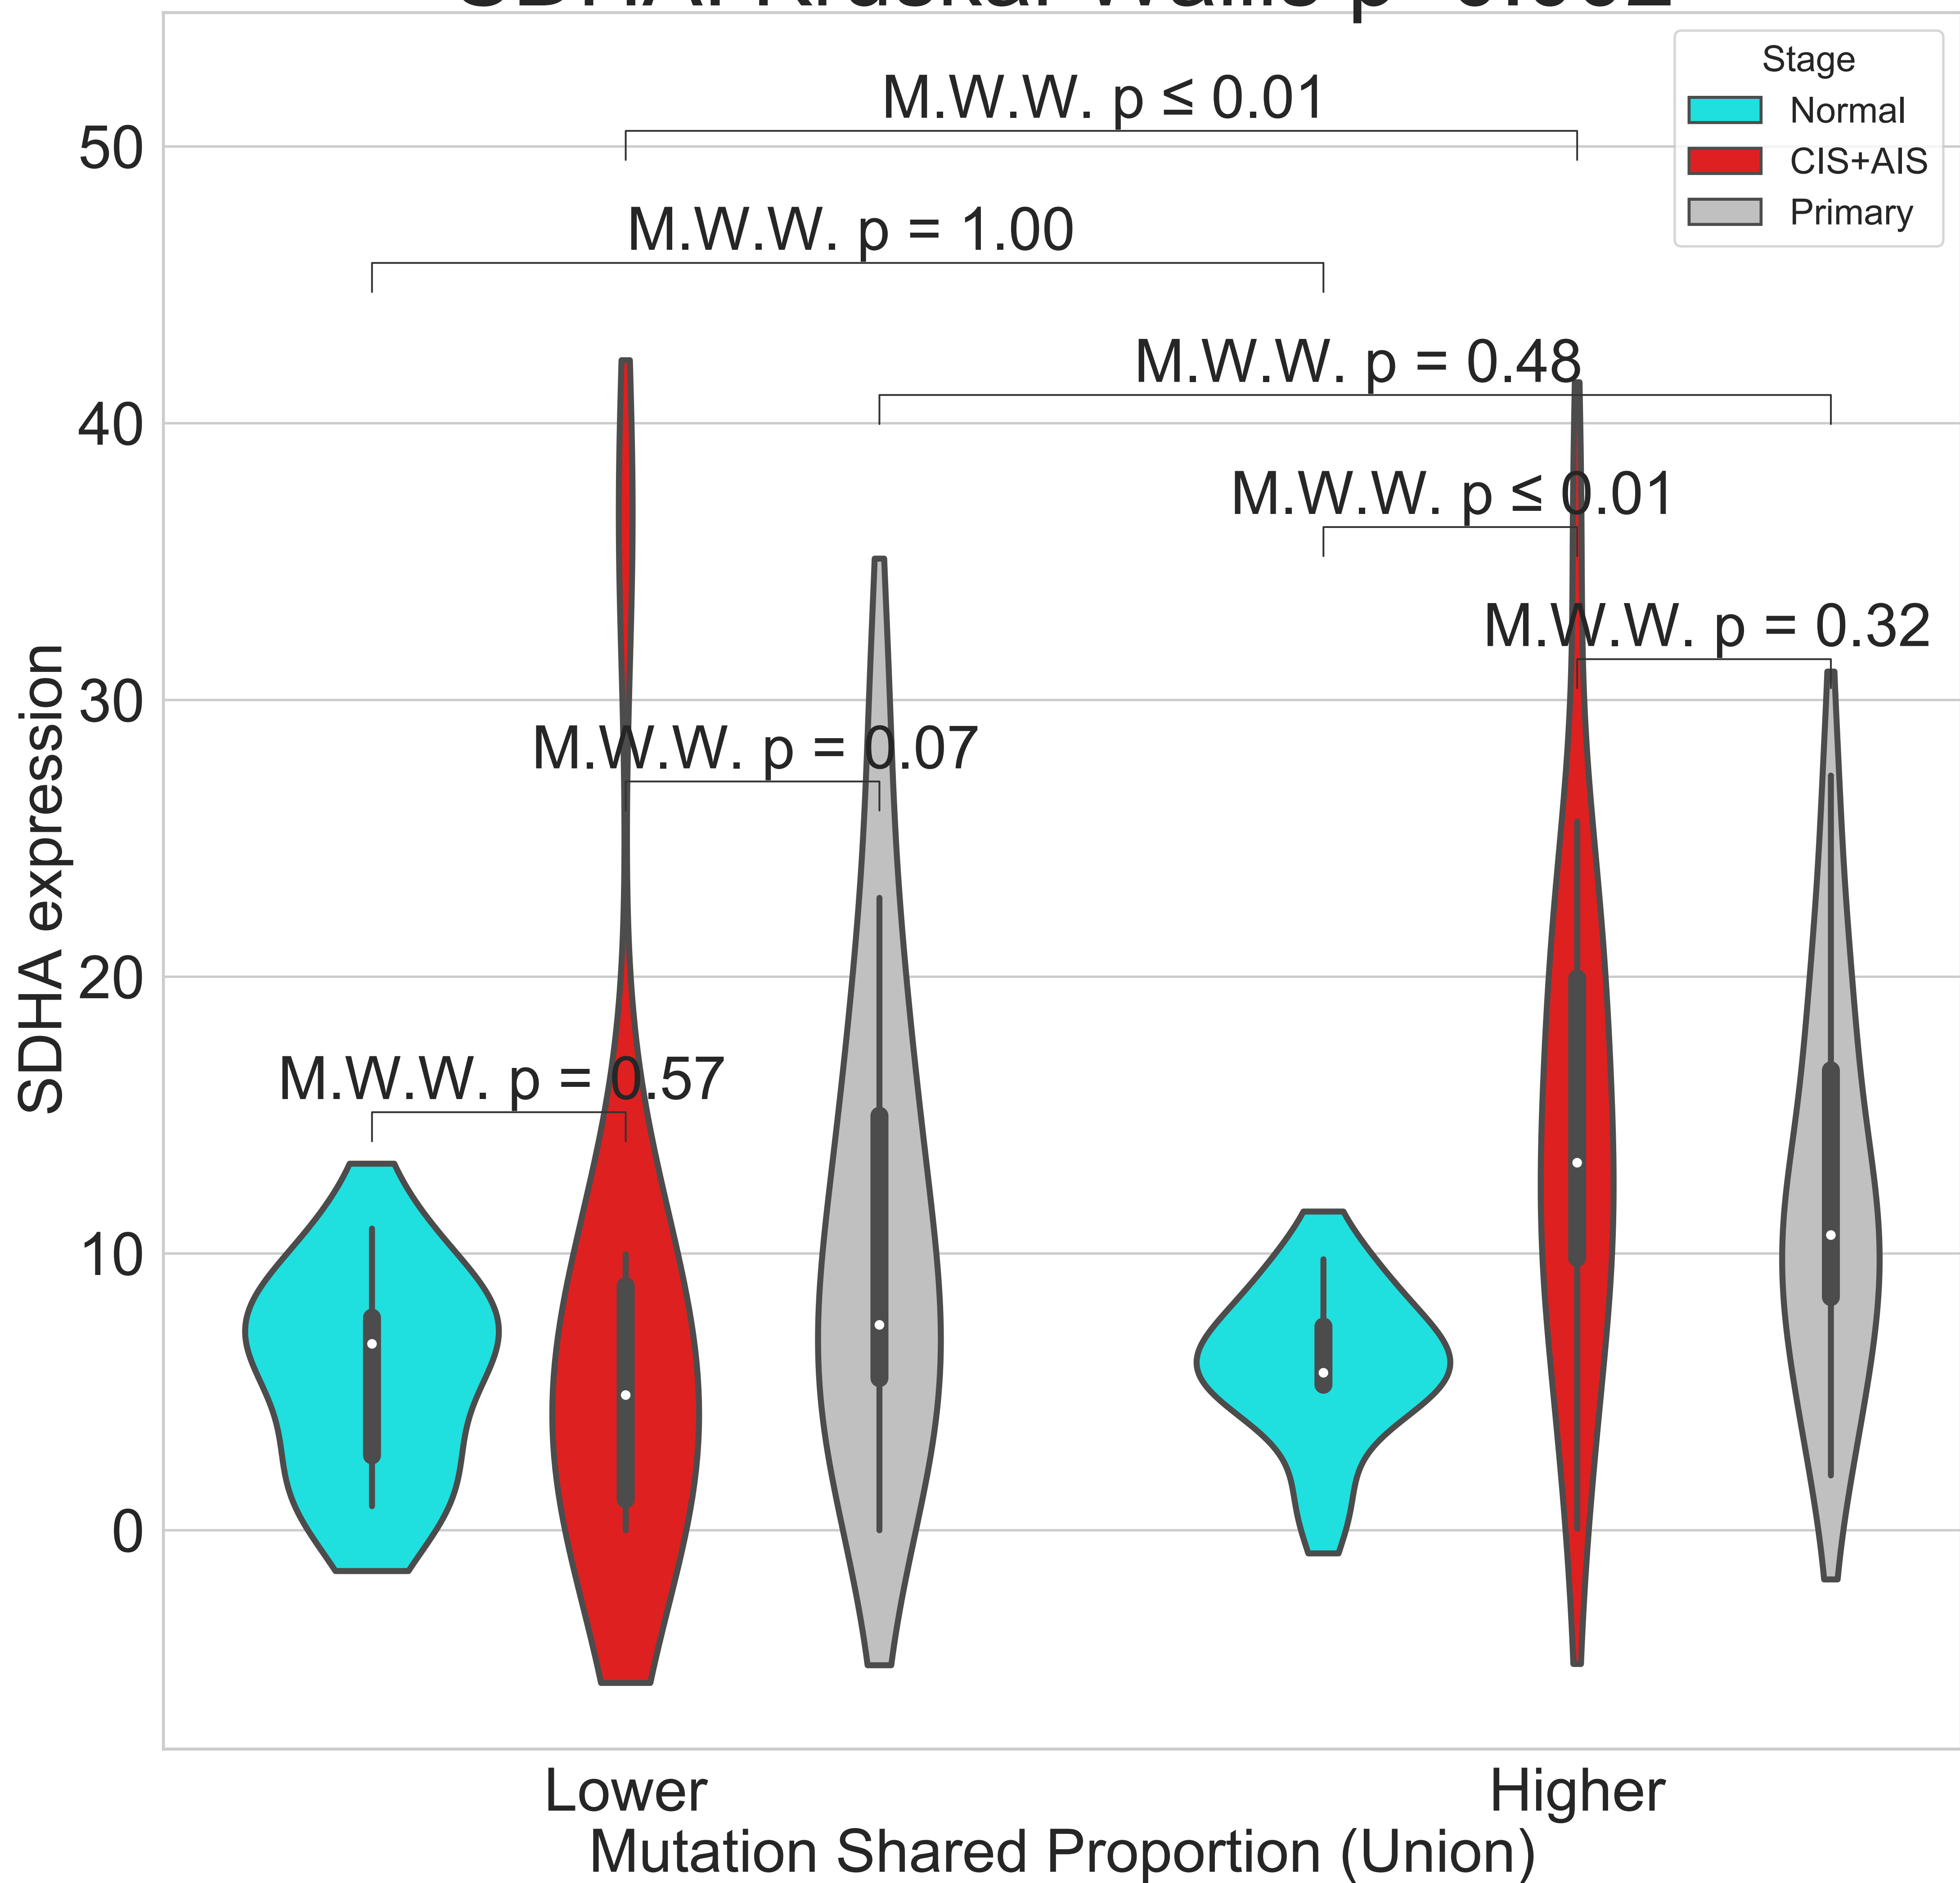 Stage
Normal
CIS+AIS
Primary
M.W.W. p ≤ 0.01
M.W.W. p = 1.00
M.W.W. p = 0.48
M.W.W. p ≤ 0.01
M.W.W. p = 0.32
M.W.W. p = 0.07
M.W.W. p = 0.57
50
40
30
20
10
0
SDHA expression
Lower
Higher
Mutation Shared Proportion (Union)